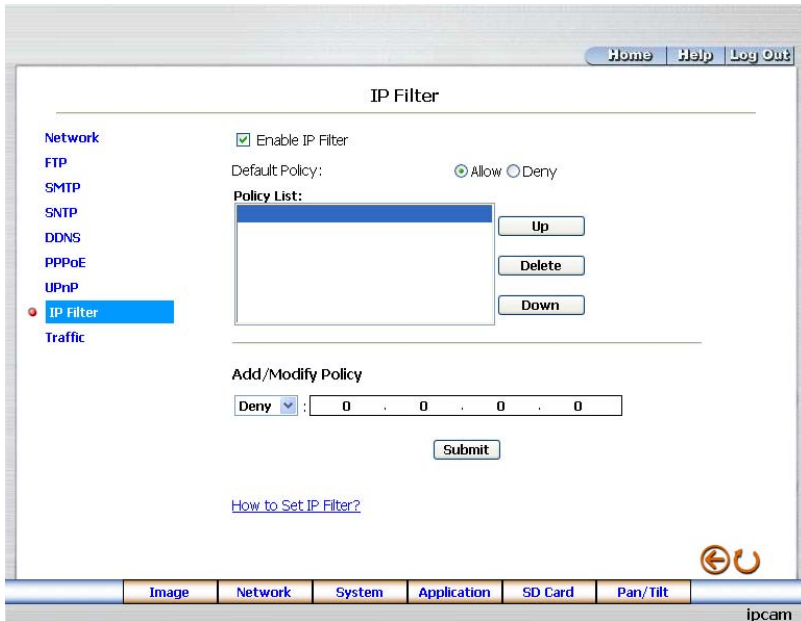 Home Help Log Out
IP Filter
Network
FTP
SMTP
SNTP
DDNS
PPPoE
UPnP
IP Filter
Traffic
Enable IP Filter
Default Policy: Allow Deny
Policy List:
Up
Delete
Down
Add/Modify Policy
Deny : 0 . 0 . 0 . 0
Submit
How to Set IP Filter?
Image Network System Application SD Card Pan/Tilt
ipcam